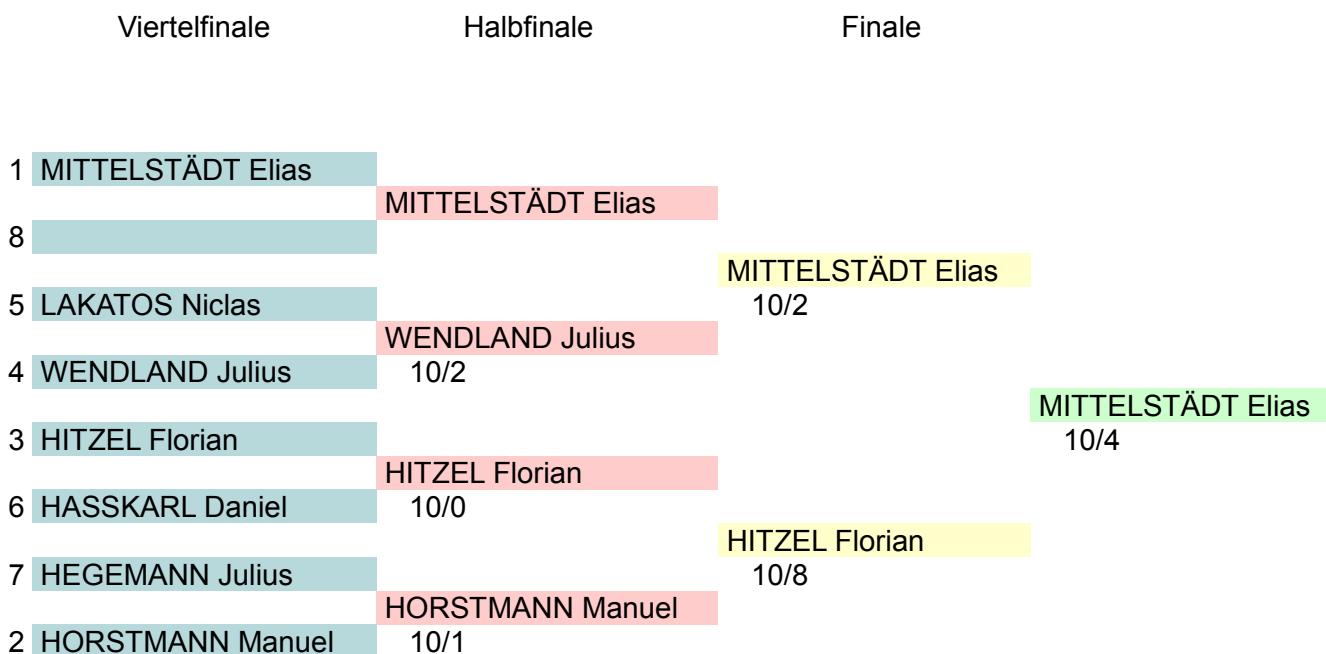 Viertelfinale Halbfinale Finale
1 MITTELSTÄDT Elias
MITTELSTÄDT Elias
8
MITTELSTÄDT Elias
5 LAKATOS Niclas 10/2
WENDLAND Julius
4 WENDLAND Julius 10/2
MITTELSTÄDT Elias
3 HITZEL Florian 10/4
HITZEL Florian
6 HASSKARL Daniel 10/0
HITZEL Florian
7 HEGEMANN Julius 10/8
HORSTMANN Manuel
2 HORSTMANN Manuel 10/1